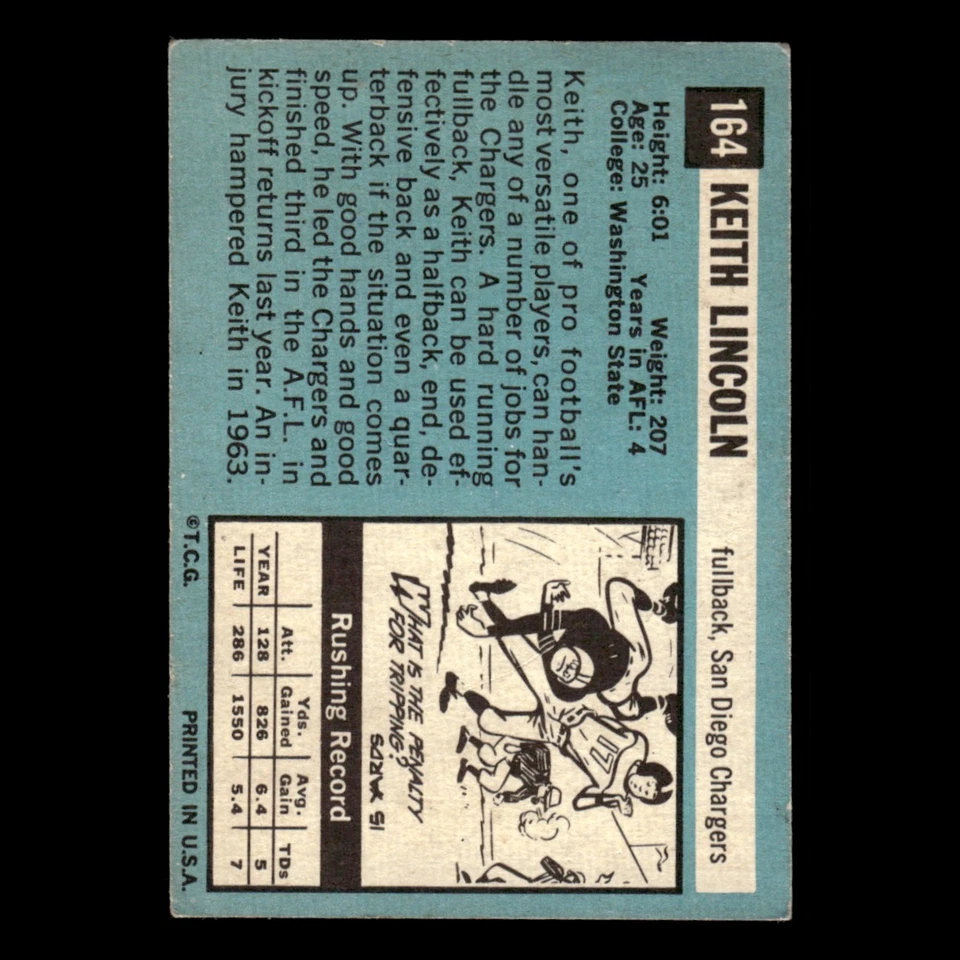 164 KEITH LINCOLN fullback, San Diego Chargers
Height: 6:01 Weight: 207
Age: 25 Years in AFL: 4
College: Washington State
Keith, one of pro football's
most versatile players, can han-
dle any of a number of jobs for
the Chargers. A hard running
fullback, Keith can be used ef-
fectively as a halfback, end, de-
fensive back and even a quar-
terback if the situation comes
up. With good hands and good
speed, he led the Chargers and
finished third in the A.F.L. in
kickoff returns last year. An in-
jury hampered Keith in 1963.
17
WHAT IS THE PENALTY
FOR TRIPPING?
15 YARDS
Rushing Record
Att. Yds. Gained Avg. Gain TDs
YEAR 128 826 6.4 5
LIFE 286 1550 5.4 7
©T.C.G. PRINTED IN U.S.A.